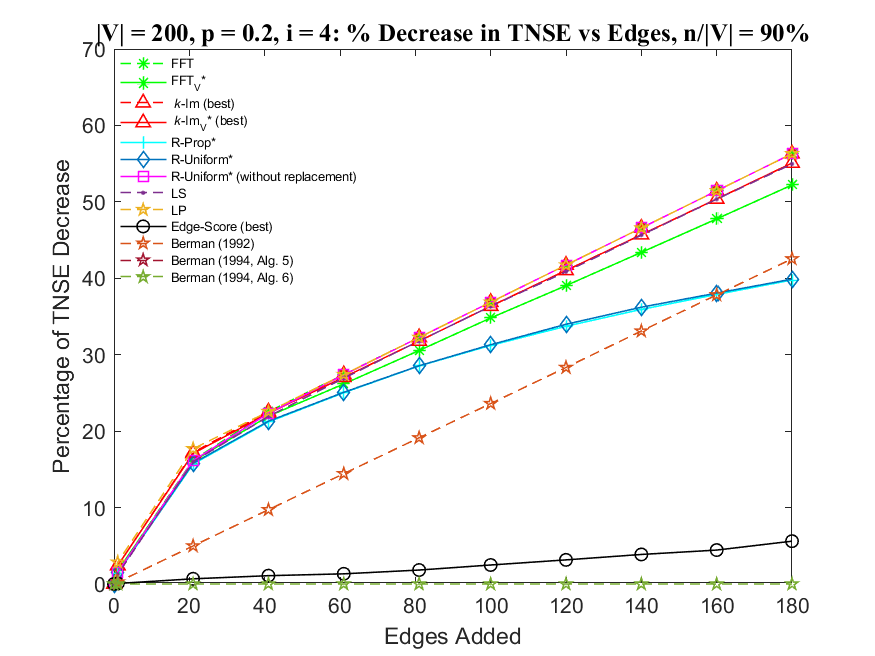 |V| = 200, p = 0.2, i = 4: % Decrease in TNSE vs Edges, n/|V| = 90%
70
60
50
40
30
20
10
0
Percentage of TNSE Decrease
FFT
FFT_V*
k-Im (best)
k-Im_V* (best)
R-Prop*
R-Uniform*
R-Uniform* (without replacement)
LS
LP
Edge-Score (best)
Berman (1992)
Berman (1994, Alg. 5)
Berman (1994, Alg. 6)
0 20 40 60 80 100 120 140 160 180
Edges Added